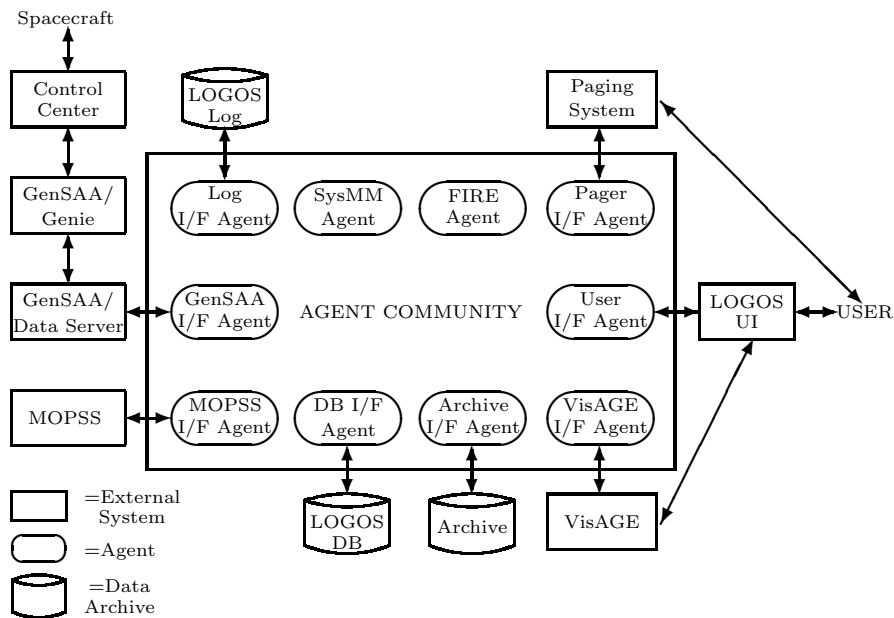 Spacecraft
Control
Center
LOGOS
Log
Paging
System
GenSAA/
Genie
Log
I/F Agent
SysMM
Agent
FIRE
Agent
Pager
I/F Agent
GenSAA/
Data Server
GenSAA
I/F Agent
AGENT COMMUNITY
User
I/F Agent
LOGOS
UI
USER
MOPSS
MOPSS
I/F Agent
DB I/F
Agent
Archive
I/F Agent
VisAGE
I/F Agent
LOGOS
DB
Archive
VisAGE
=External
System
=Agent
=Data
Archive